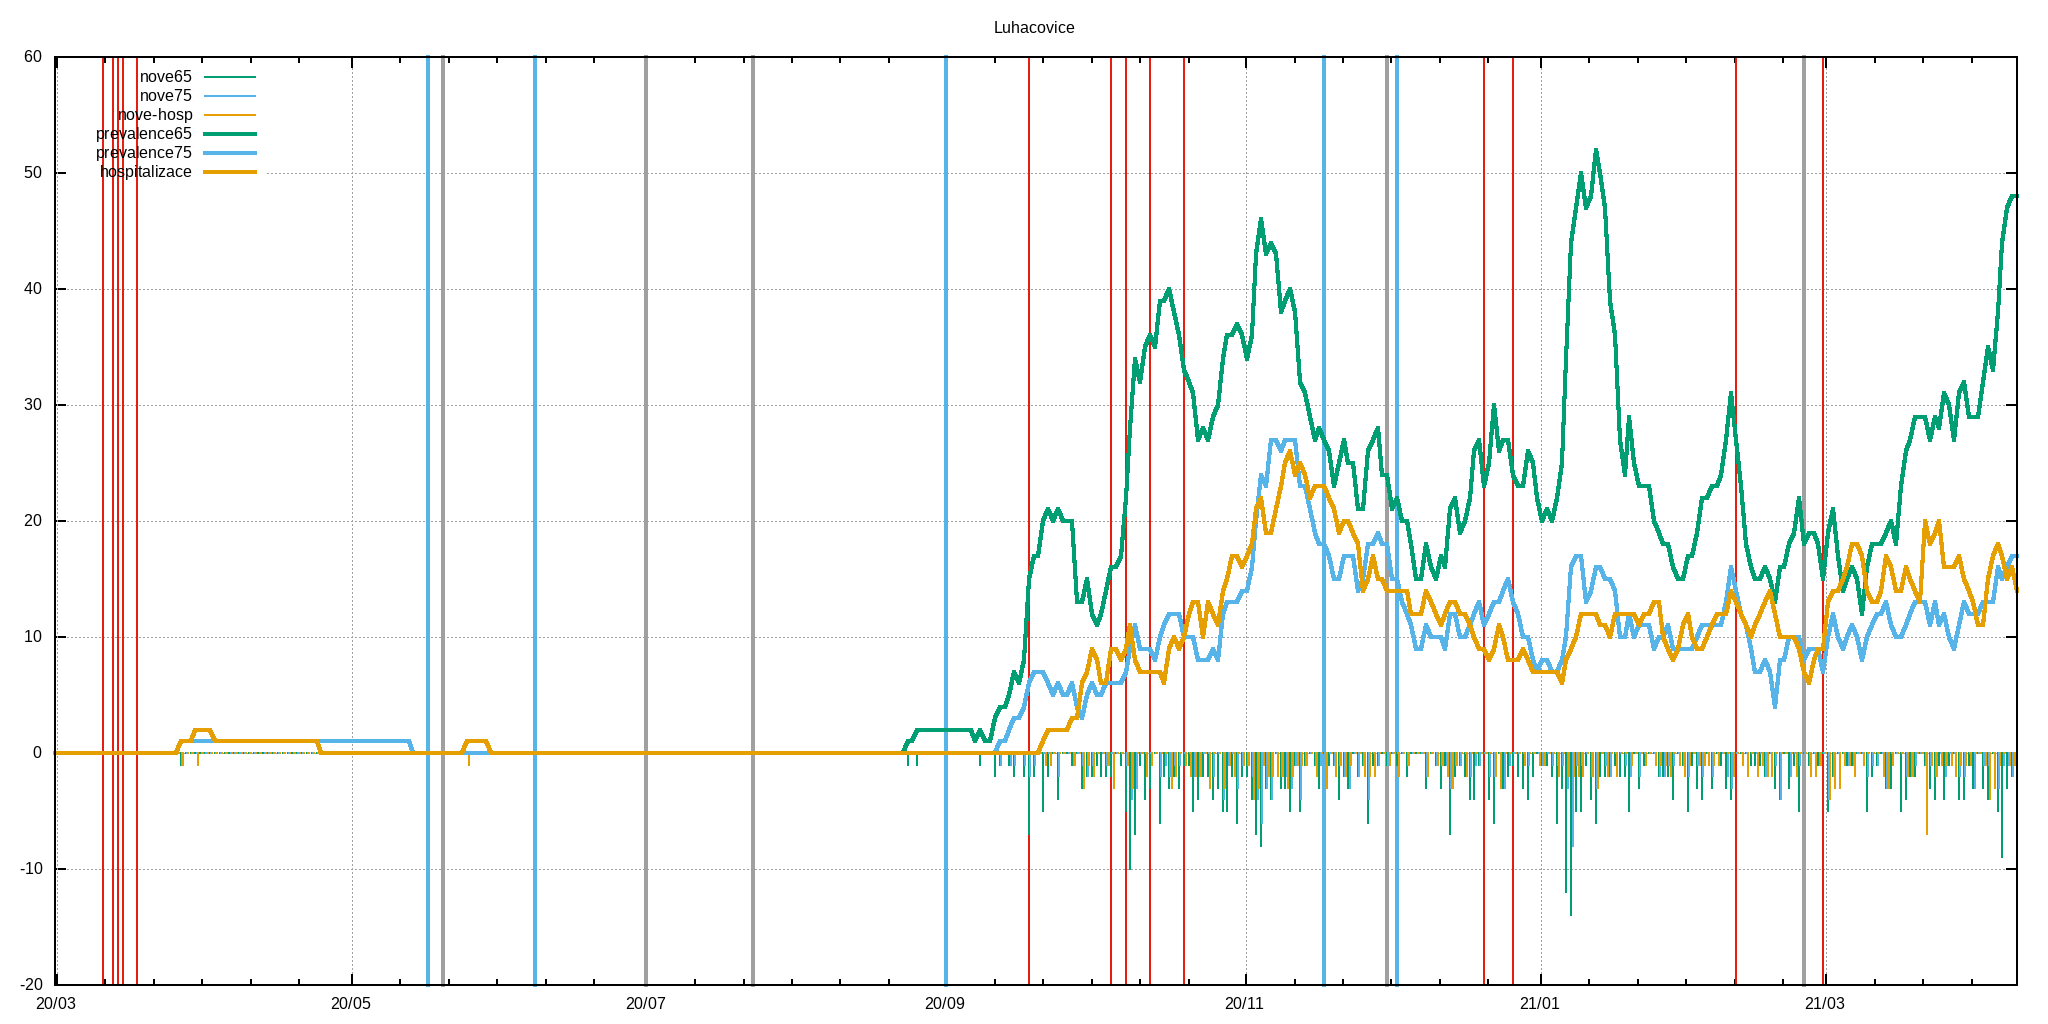 Luhacovice
60
50
40
30
20
10
0
-10
-20
nove65
nove75
nove-hosp
prevalence65
prevalence75
hospitalizace
20/03 20/05 20/07 20/09 20/11 21/01 21/03